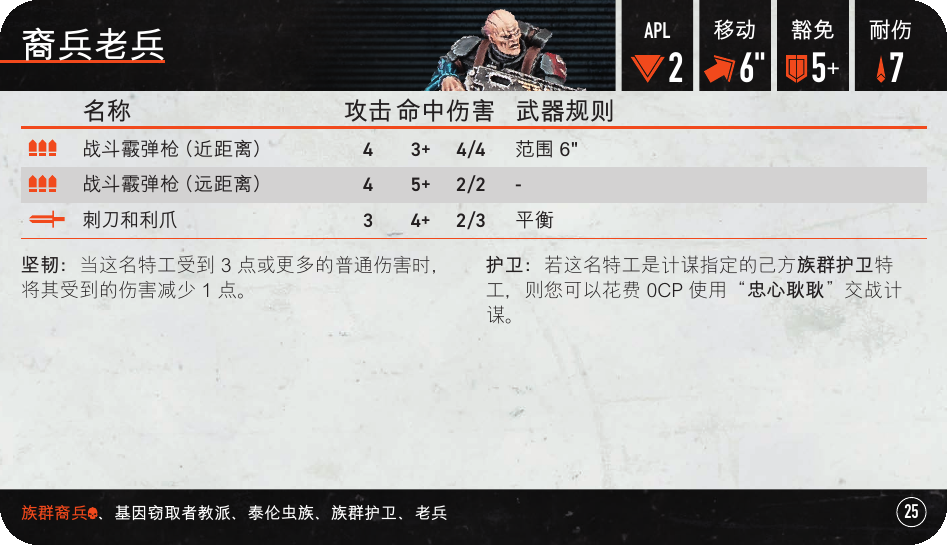 裔兵老兵
APL 移动 豁免 耐伤
2 6" 5+ 7
名称 攻击 命中 伤害 武器规则
战斗霰弹枪（近距离） 4 3+ 4/4 范围 6"
战斗霰弹枪（远距离） 4 5+ 2/2 -
刺刀和利爪 3 4+ 2/3 平衡
坚韧：当这名特工受到 3 点或更多的普通伤害时，
将其受到的伤害减少 1 点。
护卫：若这名特工是计谋指定的己方族群护卫特
工，则您可以花费 0CP 使用“忠心耿耿”交战计
谋。
族群裔兵、基因窃取者教派、泰伦虫族、族群护卫、老兵
25